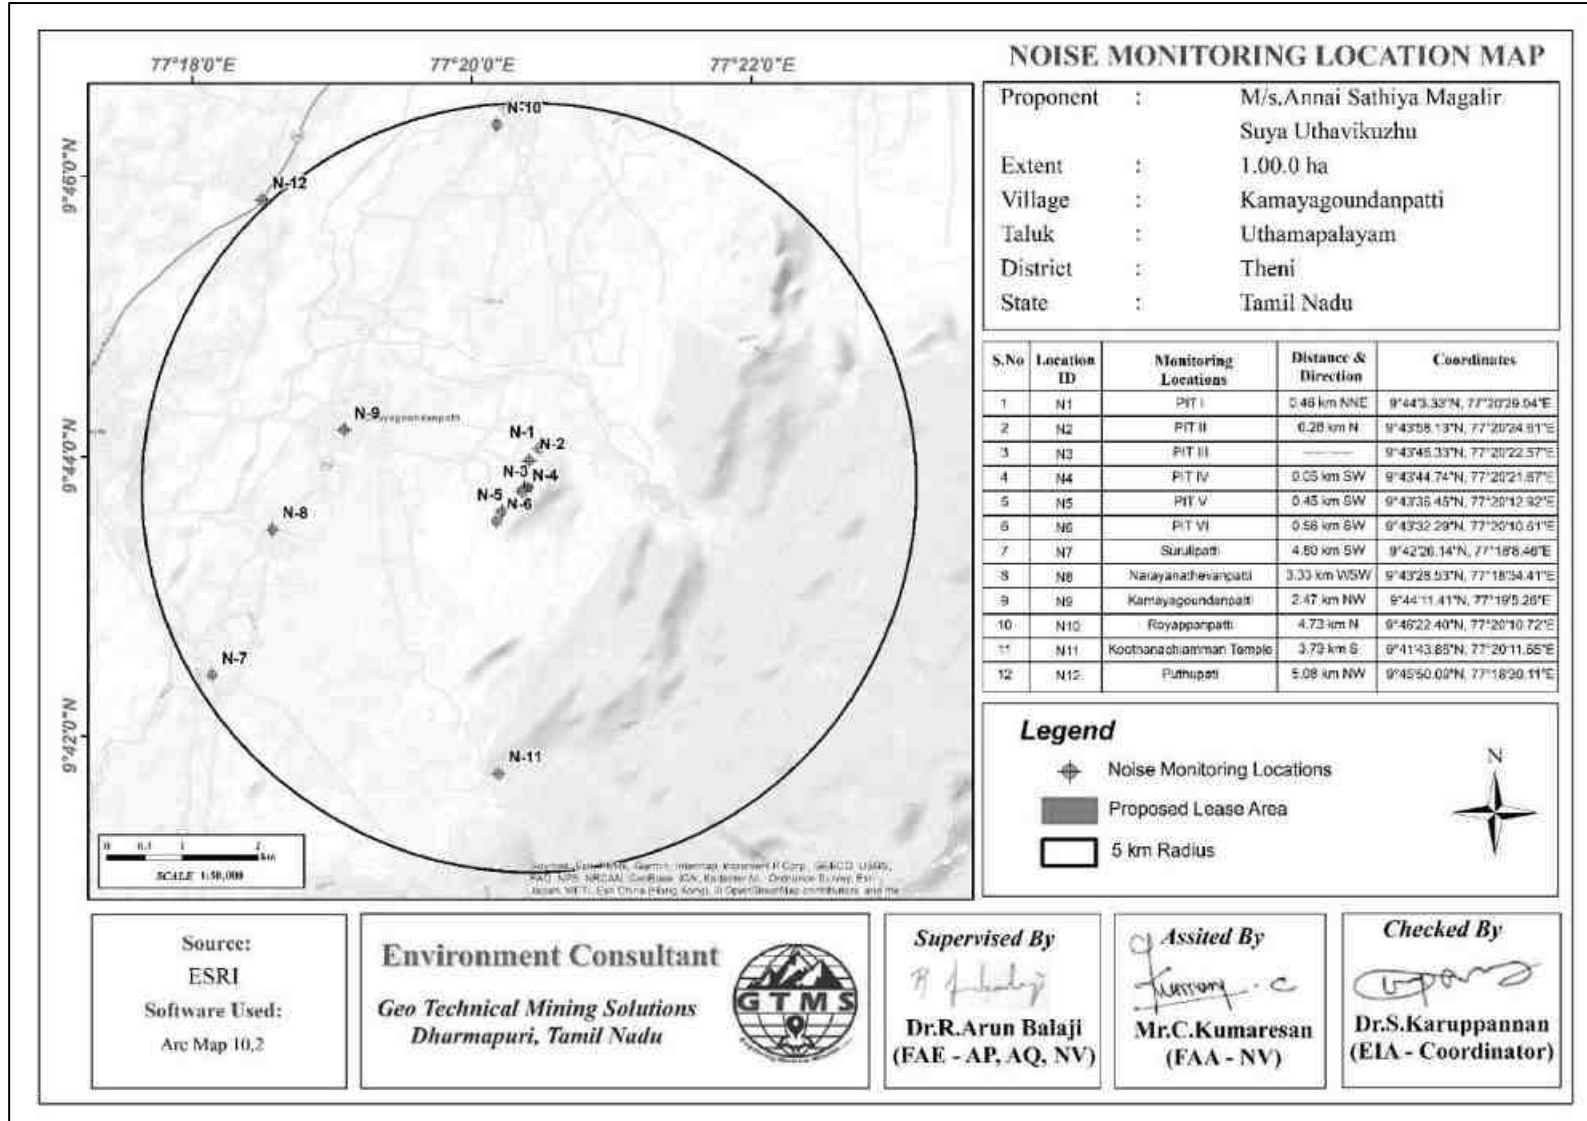 NOISE MONITORING LOCATION MAP
77°18'0"E 77°20'0"E 77°22'0"E
9°46'0"N
9°44'0"N
9°42'0"N
N-10
N-12
N-9
N-1
N-2
N-3
N-4
N-5
N-6
N-8
N-7
N-11
0 1 2
km
SCALE 1:50,000
Proponent : M/s.Annai Sathiya Magalir
Suya Uthavikuzhu
Extent : 1.00.0 ha
Village : Kamayagoundanpatti
Taluk : Uthamapalayam
District : Theni
State : Tamil Nadu
S.No Location ID Monitoring Locations Distance & Direction Coordinates
1 N1 PIT I 0.46 km NNE 9°44'3.33"N, 77°20'29.04"E
2 N2 PIT II 0.28 km N 9°43'58.13"N, 77°20'24.61"E
3 N3 PIT III ———— 9°43'46.33"N, 77°20'22.57"E
4 N4 PIT IV 0.05 km SW 9°43'44.74"N, 77°20'21.67"E
5 N5 PIT V 0.45 km SW 77°20'12.92"E
6 N6 PIT VI km SW 9°43'32.29"N, 77°20'10.61"E
7 N7 Surulipatti 4.80 km SW 9°42'26.14"N, 77°18'8.46"E
8 N8 Narayanathevanpatti 3.33 km WSW 9°43'28.53"N, 77°18'34.41"E
9 N9 Kamayagoundanpatti 2.47 km NW 9°44'11.41"N, 77°19'5.26"E
10 N10 Royappanpatti 4.73 km N 9°46'22.40"N, 77°20'10.72"E
11 N11 Koothanachiamman Temple 3.79 km S 9°41'43.85"N, 77°20'11.55"E
12 N12 Puthupati 5.08 km NW 9°45'50.09"N, 77°18'30.11"E
Legend
Noise Monitoring Locations
Proposed Lease Area
5 km Radius
N
Source:
ESRI
Software Used:
Arc Map 10,2
Environment Consultant
Geo Technical Mining Solutions
Dharmapuri, Tamil Nadu
GTMS
Supervised By
Dr.R.Arun Balaji
(FAE - AP, AQ, NV)
Assited By
Mr.C.Kumaresan
(FAA - NV)
Checked By
Dr.S.Karuppannan
(EIA - Coordinator)